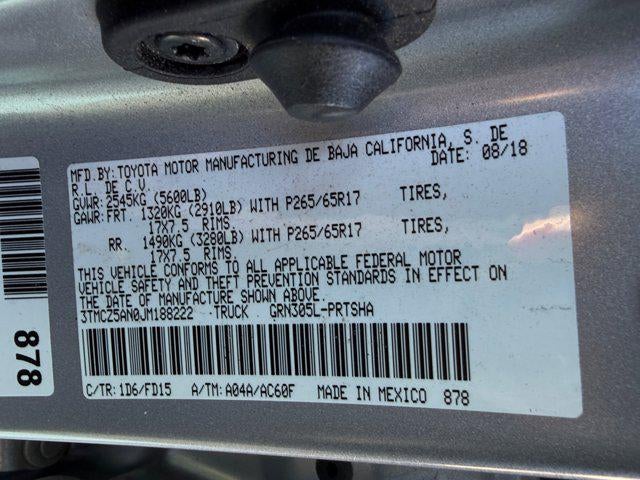 MFD.BY:TOYOTA MOTOR MANUFACTURING DE BAJA CALIFORNIA, S. DE
R.L. DE C.V. DATE: 08/18
GVWR:2545KG (5600LB)
GAWR:FRT. 1320KG (2910LB) WITH P265/65R17 TIRES,
17X7.5 RIMS.
RR. 1490KG (3280LB) WITH P265/65R17 TIRES,
17X7.5 RIMS.
THIS VEHICLE CONFORMS TO ALL APPLICABLE FEDERAL MOTOR
VEHICLE SAFETY AND THEFT PREVENTION STANDARDS IN EFFECT ON
THE DATE OF MANUFACTURE SHOWN ABOVE.
3TMCZ5AN0JM188222 TRUCK GRN305L-PRTSHA
C/TR:1D6/FD15 A/TM: A04A/AC60F MADE IN MEXICO 878
878